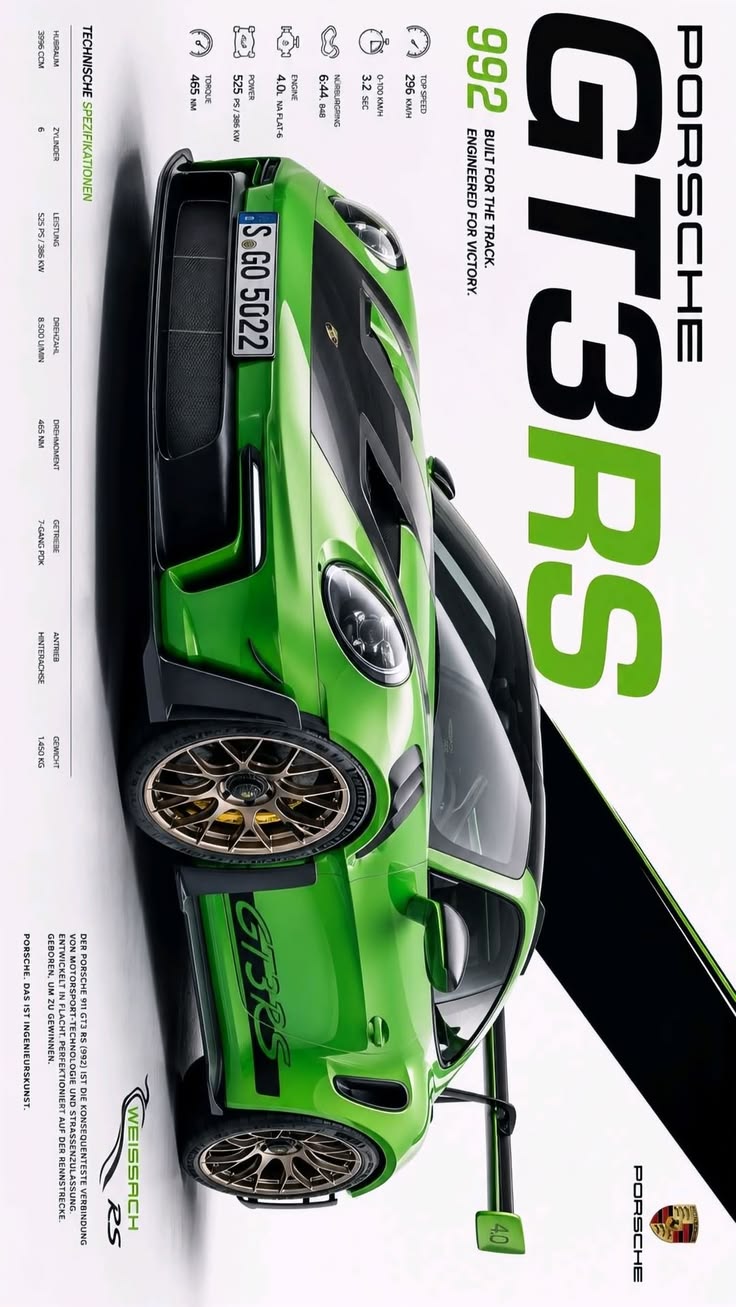 PORSCHE
GT3RS
992
BUILT FOR THE TRACK.
ENGINEERED FOR VICTORY.
TOP SPEED
296 KM/H
0-100 KM/H
3.2 SEC
NÜRBURGRING
6:44.848
ENGINE
4.0L NA FLAT-6
POWER
525 PS / 386 KW
TORQUE
465 NM
S GO 5022
GT3RS
4.0
PORSCHE
WEISSACH
RS
TECHNISCHE SPEZIFIKATIONEN
HUBRAUM
3996 CCM
ZYLINDER
6
LEISTUNG
525 PS / 386 KW
DREHZAHL
8.500 U/MIN
DREHMOMENT
465 NM
GETRIEBE
7-GANG PDK
ANTRIEB
HINTERACHSE
GEWICHT
1.450 KG
DER PORSCHE 911 GT3 RS (992) IST DIE KONSEQUENTESTE VERBINDUNG
VON MOTORSPORT-TECHNOLOGIE UND STRASSENZULASSUNG.
ENTWICKELT IN FLACHT. PERFEKTIONIERT AUF DER RENNSTRECKE.
GEBOREN, UM ZU GEWINNEN.
PORSCHE. DAS IST INGENIEURSKUNST.